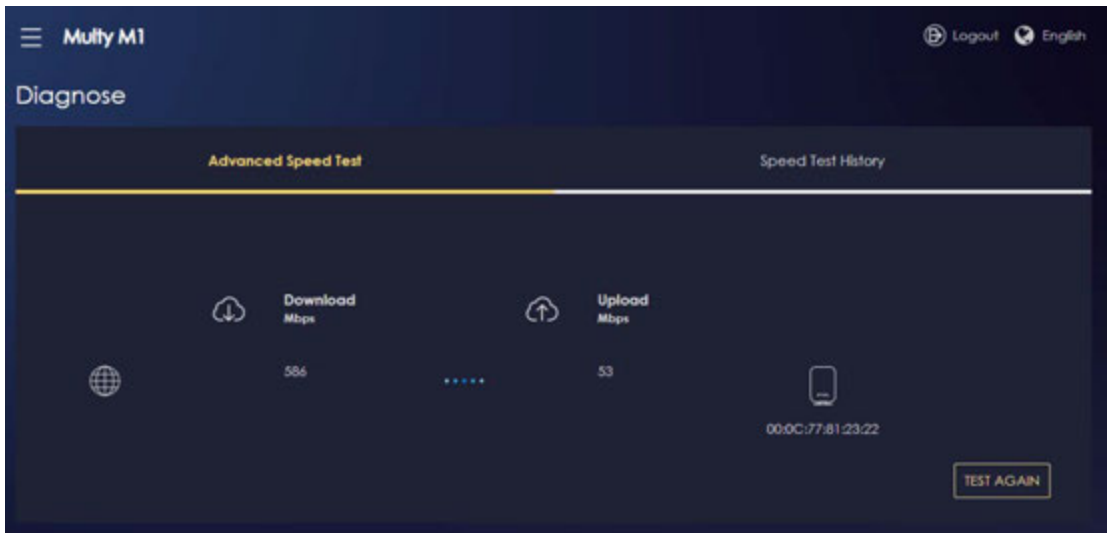 Multy M1
Logout
English
Diagnose
Advanced Speed Test
Speed Test History
Download
Mbps
Upload
Mbps
586
53
00:0C:77:81:23:22
TEST AGAIN